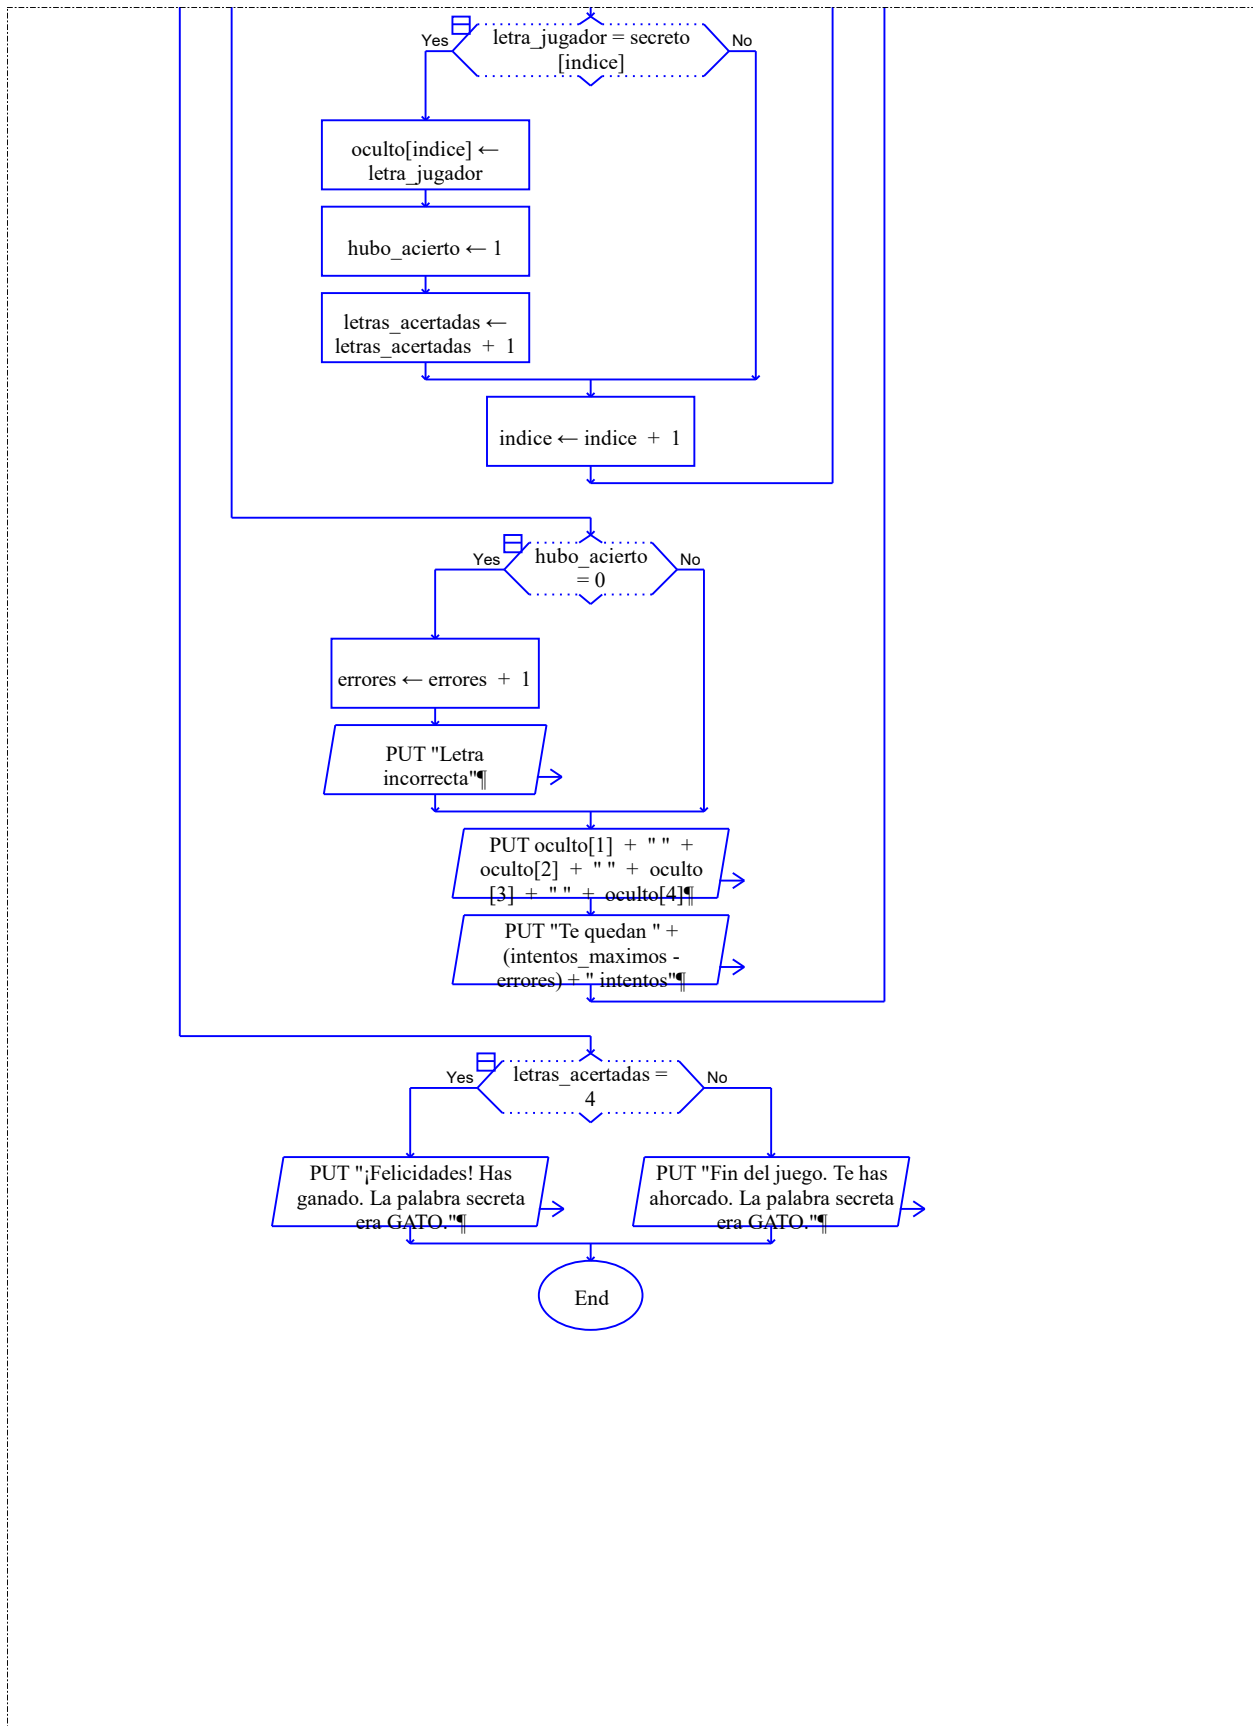 letra_jugador = secreto
[indice]
Yes
No
oculto[indice] ←
letra_jugador
hubo_acierto ← 1
letras_acertadas ←
letras_acertadas + 1
indice ← indice + 1
hubo_acierto
= 0
Yes
No
errores ← errores + 1
PUT "Letra
incorrecta"¶
PUT oculto[1] + " " +
oculto[2] + " " + oculto
[3] + " " + oculto[4]¶
PUT "Te quedan " +
(intentos_maximos -
errores) + " intentos"¶
letras_acertadas =
4
Yes
No
PUT "¡Felicidades! Has
ganado. La palabra secreta
era GATO."¶
PUT "Fin del juego. Te has
ahorcado. La palabra secreta
era GATO."¶
End